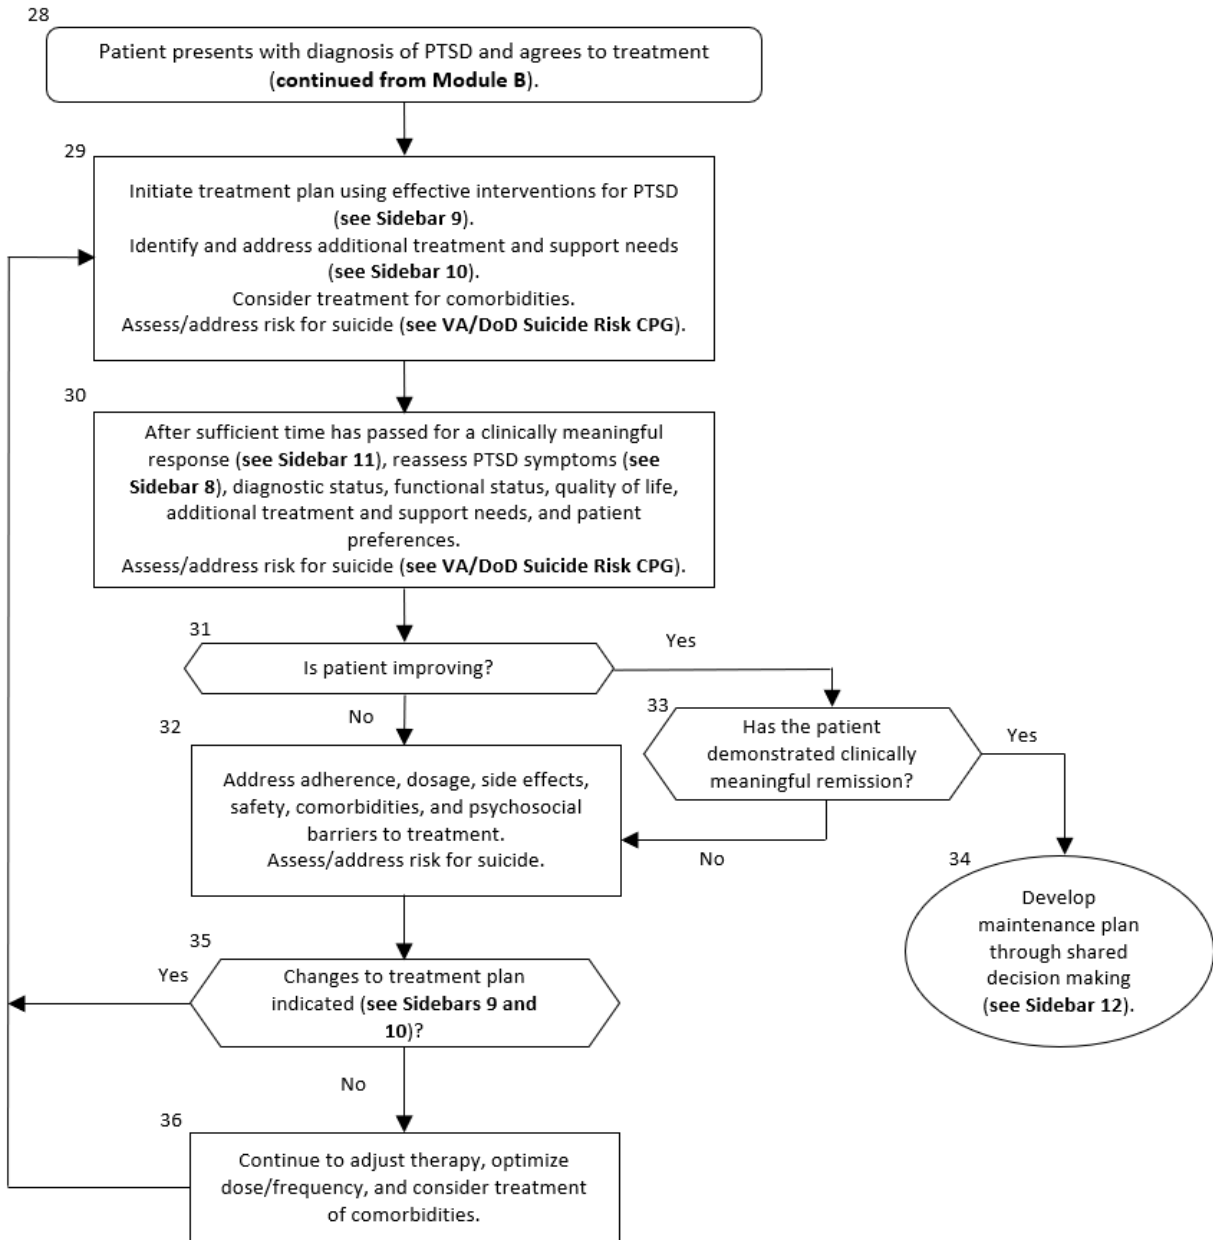 28
Patient presents with diagnosis of PTSD and agrees to treatment
(continued from Module B).
29
Initiate treatment plan using effective interventions for PTSD
(see Sidebar 9).
Identify and address additional treatment and support needs
(see Sidebar 10).
Consider treatment for comorbidities.
Assess/address risk for suicide (see VA/DoD Suicide Risk CPG).
30
After sufficient time has passed for a clinically meaningful
response (see Sidebar 11), reassess PTSD symptoms (see
Sidebar 8), diagnostic status, functional status, quality of life,
additional treatment and support needs, and patient
preferences.
Assess/address risk for suicide (see VA/DoD Suicide Risk CPG).
31
Is patient improving?
Yes
No
33
Has the patient
demonstrated clinically
meaningful remission?
Yes
No
32
Address adherence, dosage, side effects,
safety, comorbidities, and psychosocial
barriers to treatment.
Assess/address risk for suicide.
34
Develop
maintenance plan
through shared
decision making
(see Sidebar 12).
35
Changes to treatment plan
indicated (see Sidebars 9 and
10)?
Yes
No
36
Continue to adjust therapy, optimize
dose/frequency, and consider treatment
of comorbidities.